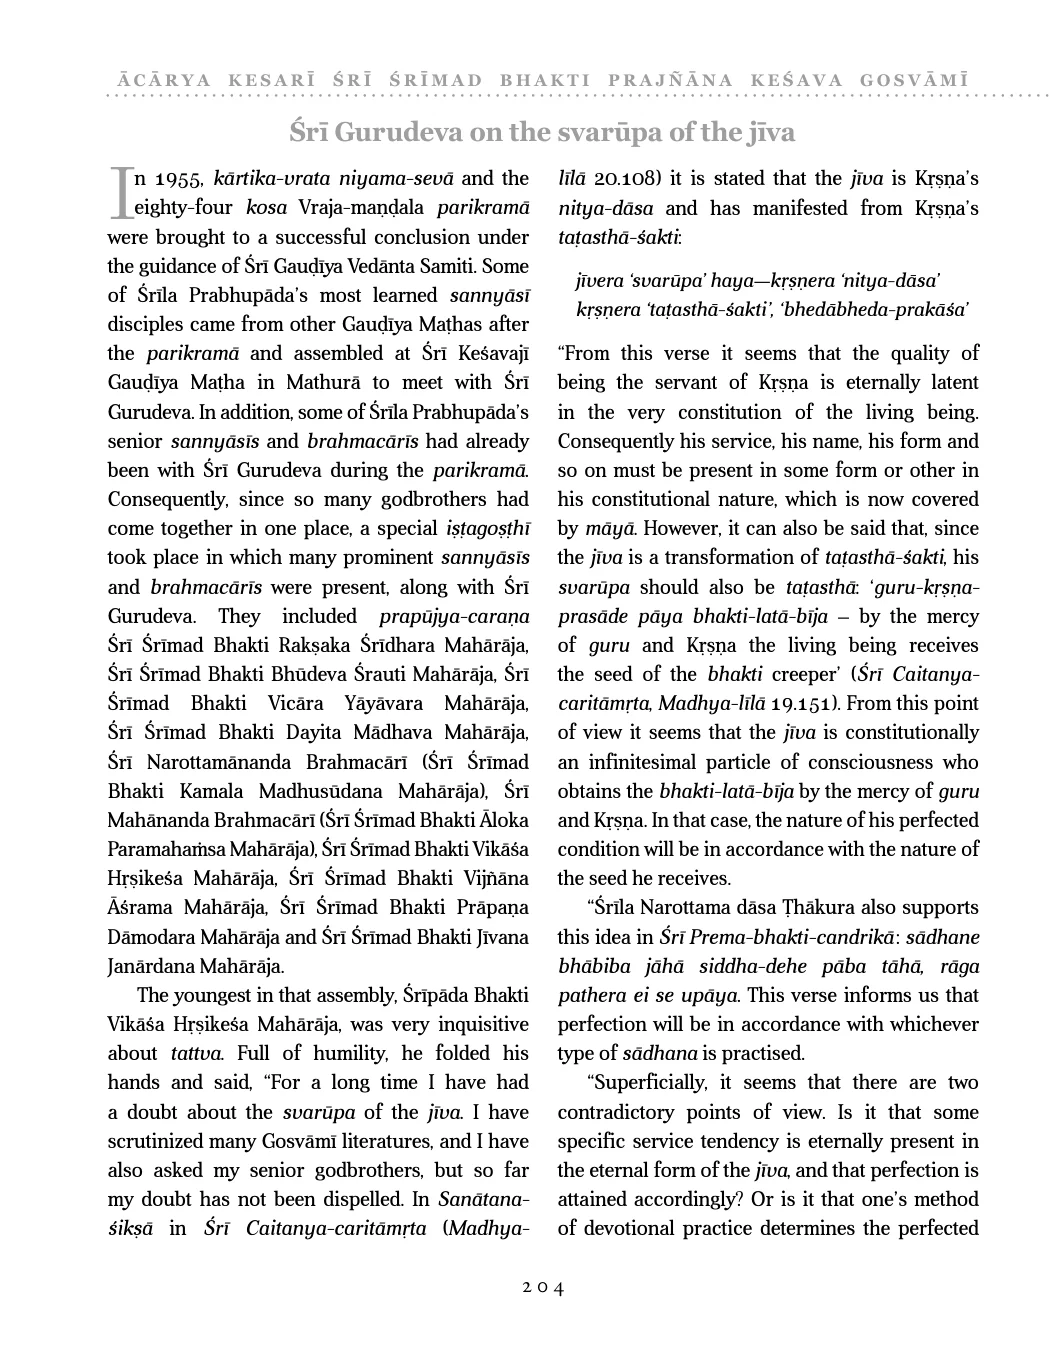 ĀCĀRYA KESARĪ ŚRĪ ŚRĪMAD BHAKTI PRAJÑĀNA KEŚAVA GOSVĀMĪ
Śrī Gurudeva on the svarūpa of the jīva
In 1955, kārtika-vrata niyama-sevā and the
eighty-four kosa Vraja-maṇḍala parikramā
were brought to a successful conclusion under
the guidance of Śrī Gauḍīya Vedānta Samiti. Some
of Śrīla Prabhupāda’s most learned sannyāsī
disciples came from other Gauḍīya Maṭhas after
the parikramā and assembled at Śrī Keśavajī
Gauḍīya Maṭha in Mathurā to meet with Śrī
Gurudeva. In addition, some of Śrīla Prabhupāda’s
senior sannyāsīs and brahmacārīs had already
been with Śrī Gurudeva during the parikramā.
Consequently, since so many godbrothers had
come together in one place, a special iṣṭagoṣṭhī
took place in which many prominent sannyāsīs
and brahmacārīs were present, along with Śrī
Gurudeva. They included prapūjya-caraṇa
Śrī Śrīmad Bhakti Rakṣaka Śrīdhara Mahārāja,
Śrī Śrīmad Bhakti Bhūdeva Śrauti Mahārāja, Śrī
Śrīmad Bhakti Vicāra Yāyāvara Mahārāja,
Śrī Śrīmad Bhakti Dayita Mādhava Mahārāja,
Śrī Narottamānanda Brahmacārī (Śrī Śrīmad
Bhakti Kamala Madhusūdana Mahārāja), Śrī
Mahānanda Brahmacārī (Śrī Śrīmad Bhakti Āloka
Paramahaṁsa Mahārāja), Śrī Śrīmad Bhakti Vikāśa
Hṛṣikeśa Mahārāja, Śrī Śrīmad Bhakti Vijñāna
Āśrama Mahārāja, Śrī Śrīmad Bhakti Prāpaṇa
Dāmodara Mahārāja and Śrī Śrīmad Bhakti Jīvana
Janārdana Mahārāja.
The youngest in that assembly, Śrīpāda Bhakti
Vikāśa Hṛṣikeśa Mahārāja, was very inquisitive
about tattva. Full of humility, he folded his
hands and said, “For a long time I have had
a doubt about the svarūpa of the jīva. I have
scrutinized many Gosvāmī literatures, and I have
also asked my senior godbrothers, but so far
my doubt has not been dispelled. In Sanātana-
śikṣā in Śrī Caitanya-caritāmṛta (Madhya-
līlā 20.108) it is stated that the jīva is Kṛṣṇa’s
nitya-dāsa and has manifested from Kṛṣṇa’s
taṭasthā-śakti:
jīvera ‘svarūpa’ haya—kṛṣṇera ‘nitya-dāsa’
kṛṣṇera ‘taṭasthā-śakti’, ‘bhedābheda-prakāśa’
“From this verse it seems that the quality of
being the servant of Kṛṣṇa is eternally latent
in the very constitution of the living being.
Consequently his service, his name, his form and
so on must be present in some form or other in
his constitutional nature, which is now covered
by māyā. However, it can also be said that, since
the jīva is a transformation of taṭasthā-śakti, his
svarūpa should also be taṭasthā: ‘guru-kṛṣṇa-
prasāde pāya bhakti-latā-bīja – by the mercy
of guru and Kṛṣṇa the living being receives
the seed of the bhakti creeper’ (Śrī Caitanya-
caritāmṛta, Madhya-līlā 19.151). From this point
of view it seems that the jīva is constitutionally
an infinitesimal particle of consciousness who
obtains the bhakti-latā-bīja by the mercy of guru
and Kṛṣṇa. In that case, the nature of his perfected
condition will be in accordance with the nature of
the seed he receives.
“Śrīla Narottama dāsa Ṭhākura also supports
this idea in Śrī Prema-bhakti-candrikā: sādhane
bhābiba jāhā siddha-dehe pāba tāhā, rāga
pathera ei se upāya. This verse informs us that
perfection will be in accordance with whichever
type of sādhana is practised.
“Superficially, it seems that there are two
contradictory points of view. Is it that some
specific service tendency is eternally present in
the eternal form of the jīva, and that perfection is
attained accordingly? Or is it that one’s method
of devotional practice determines the perfected
204